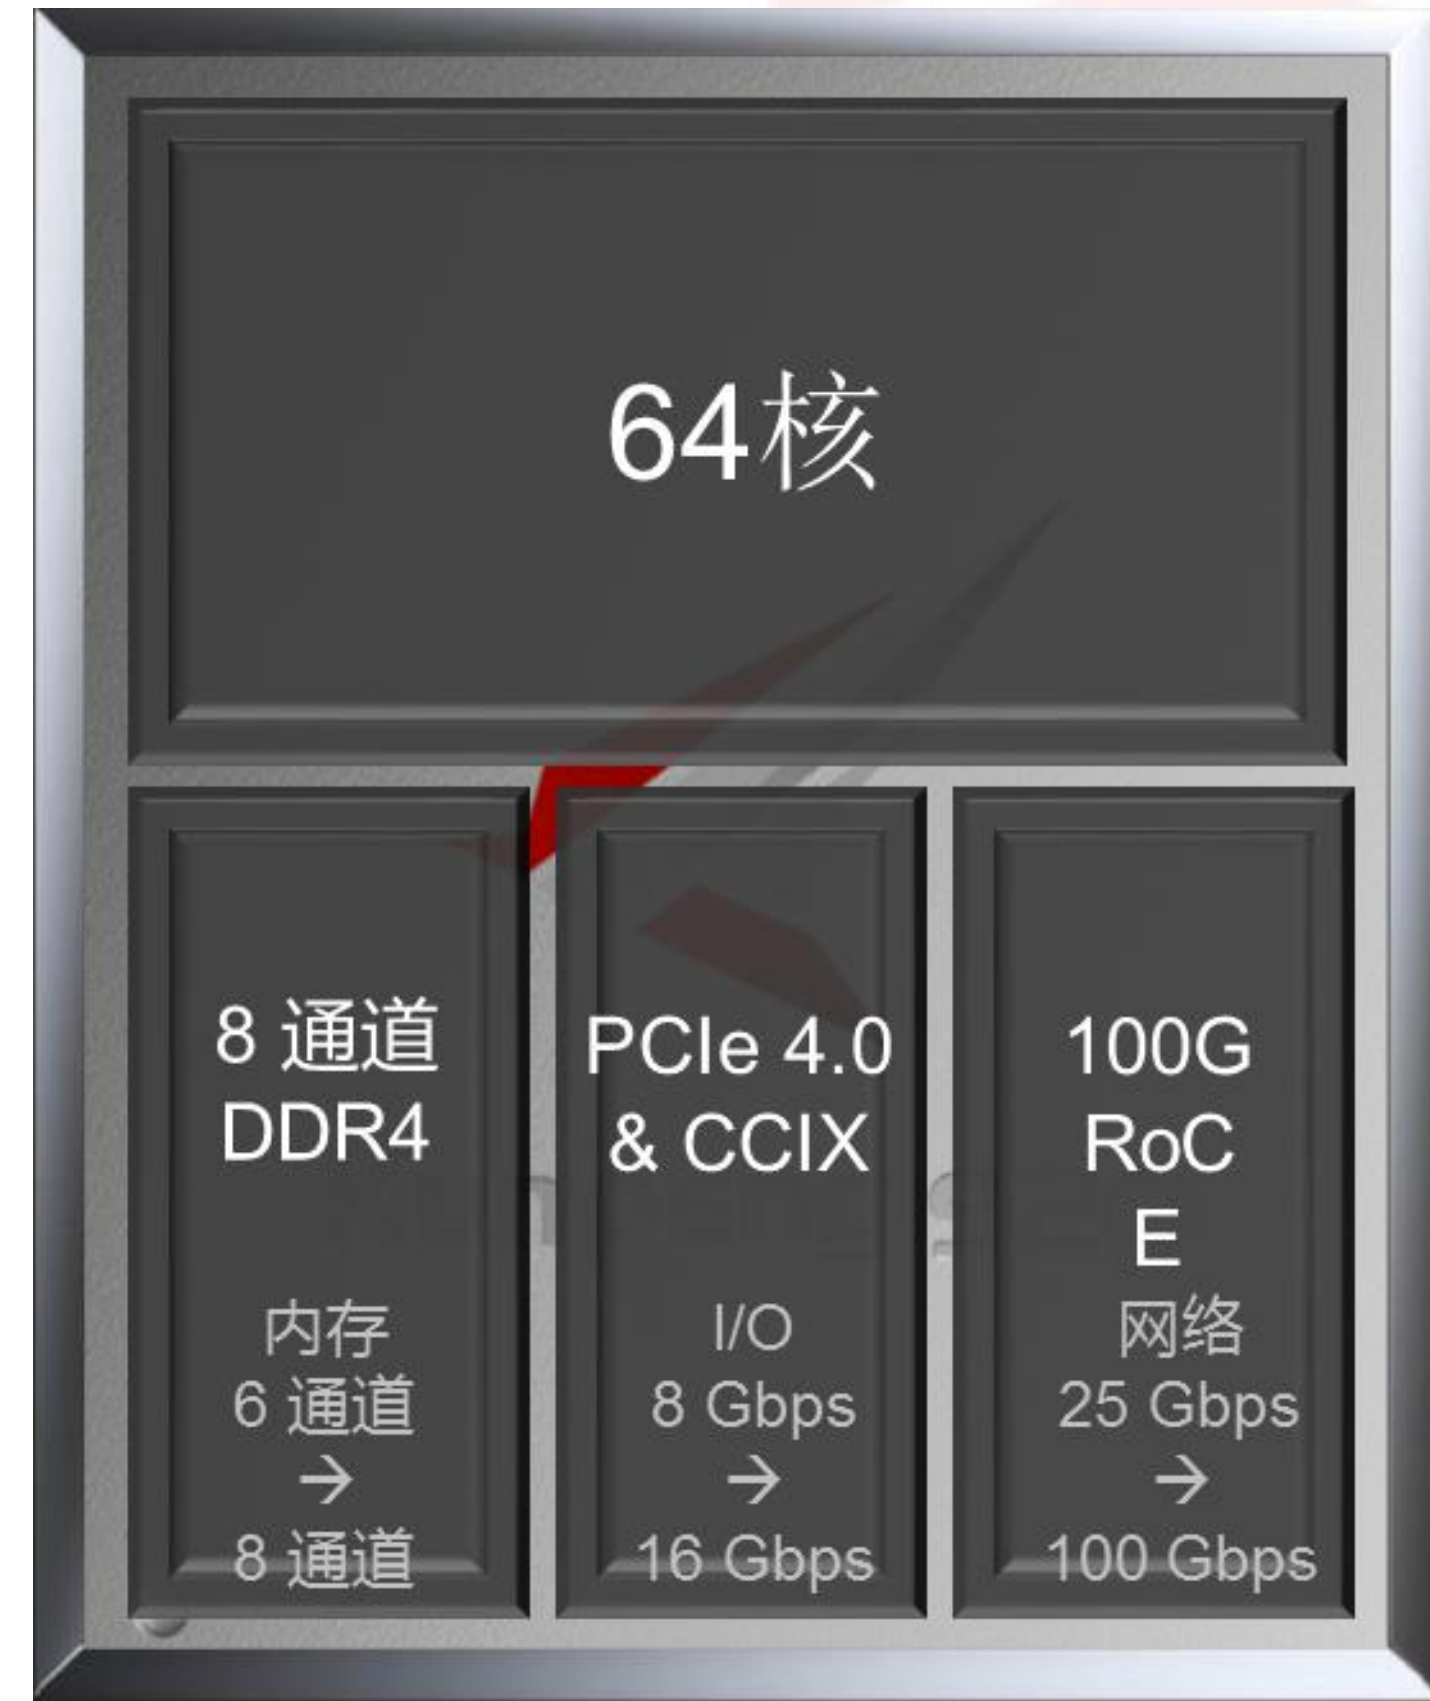 64核
8 通道
DDR4
内存
6 通道
→
8 通道
PCIe 4.0
& CCIX
I/O
8 Gbps
→
16 Gbps
100G
RoC
E
网络
25 Gbps
→
100 Gbps